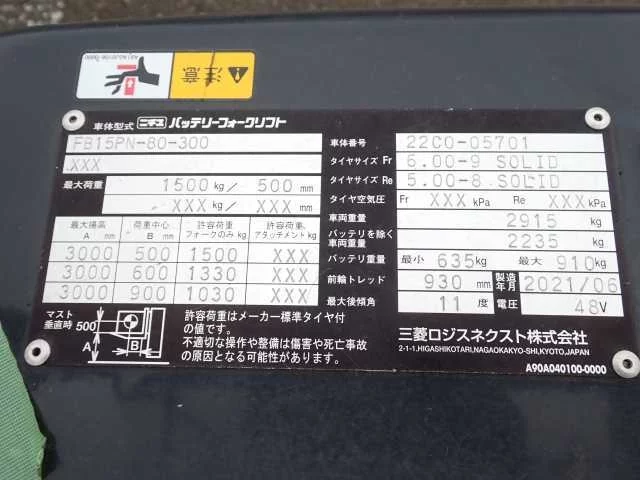 注意
車体型式 ニチユ バッテリーフォークリフト
FB15PN-80-300
XXX
最大荷重 1500 kg / 500 mm
XXX kg / XXX mm
最大揚高 A mm 荷重中心 B mm 許容荷重 フォークのみ kg 許容荷重 アタッチメント kg
3000 500 1500 XXX
3000 600 1330 XXX
3000 900 1030 XXX
マスト垂直時 500 A B
許容荷重はメーカー標準タイヤ付
の値です。
不適切な操作や整備は傷害や死亡事故
の原因となる可能性があります。
車体番号 22C0-05701
タイヤサイズ Fr 6.00-9 SOLID
タイヤサイズ Re 5.00-8 SOLID
タイヤ空気圧 Fr XXX kPa Re XXX kPa
車両重量 2915 kg
バッテリを除く車両重量 2235 kg
バッテリ重量 最小 635 kg 最大 910 kg
前輪トレッド 930 mm 製造年月 2021/06
最大後傾角 11 度 電圧 48V
三菱ロジスネクスト株式会社
2-1-1,HIGASHIKOTARI,NAGAOKAKYO-SHI,KYOTO,JAPAN
A90A040100-0000